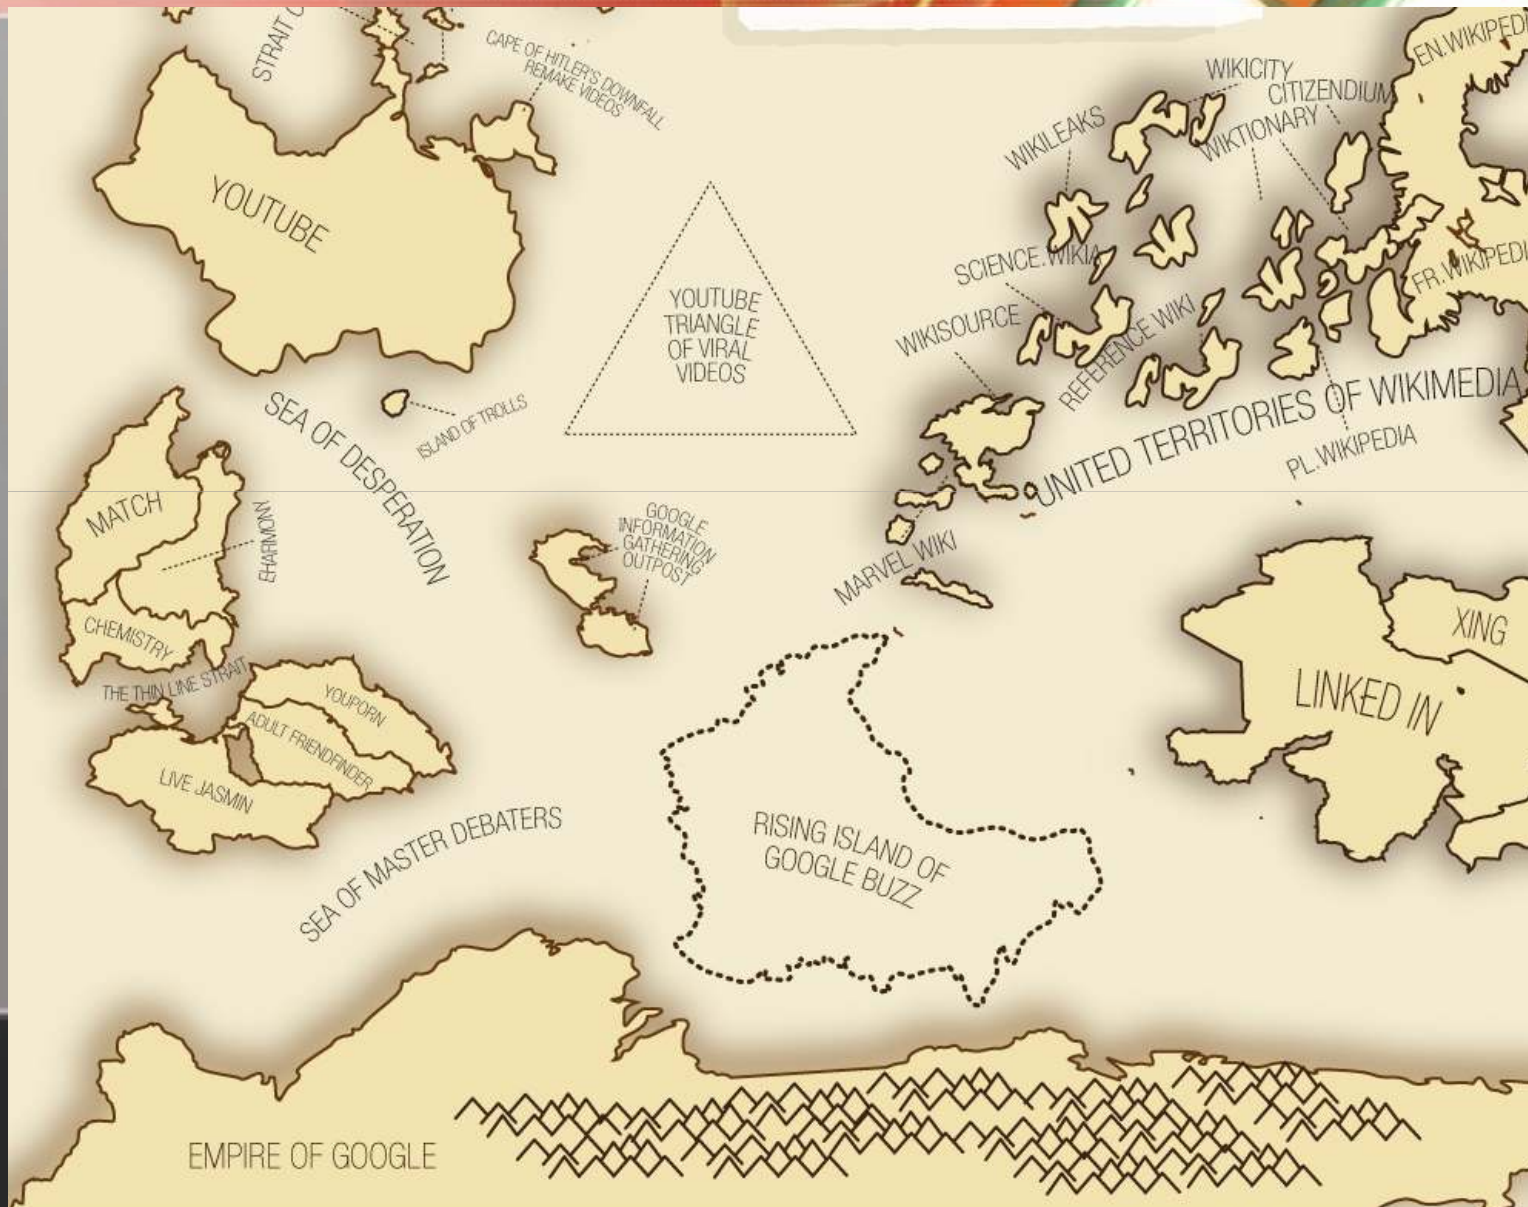 STRAIT O
CAPE OF HITLER'S DOWNFALL
REMAKE VIDEOS
YOUTUBE
YOUTUBE
TRIANGLE
OF VIRAL
VIDEOS
WIKICITY
CITIZENDIUM
WIKTIONARY
WIKILEAKS
EN.WIKIPEDI
FR.WIKIPEDI
SCIENCE.WIKIA
WIKISOURCE
REFERENCE WIKI
UNITED TERRITORIES OF WIKIMEDIA
PL.WIKIPEDIA
MARVEL WIKI
SEA OF DESPERATION
ISLAND OF TROLLS
MATCH
EHARMONY
CHEMISTRY
THE THIN LINE STRAIT
GOOGLE
INFORMATION
GATHERING
OUTPOST
YOUPORN
ADULT FRIENDFINDER
LIVE JASMIN
SEA OF MASTER DEBATERS
XING
LINKED IN
RISING ISLAND OF
GOOGLE BUZZ
EMPIRE OF GOOGLE